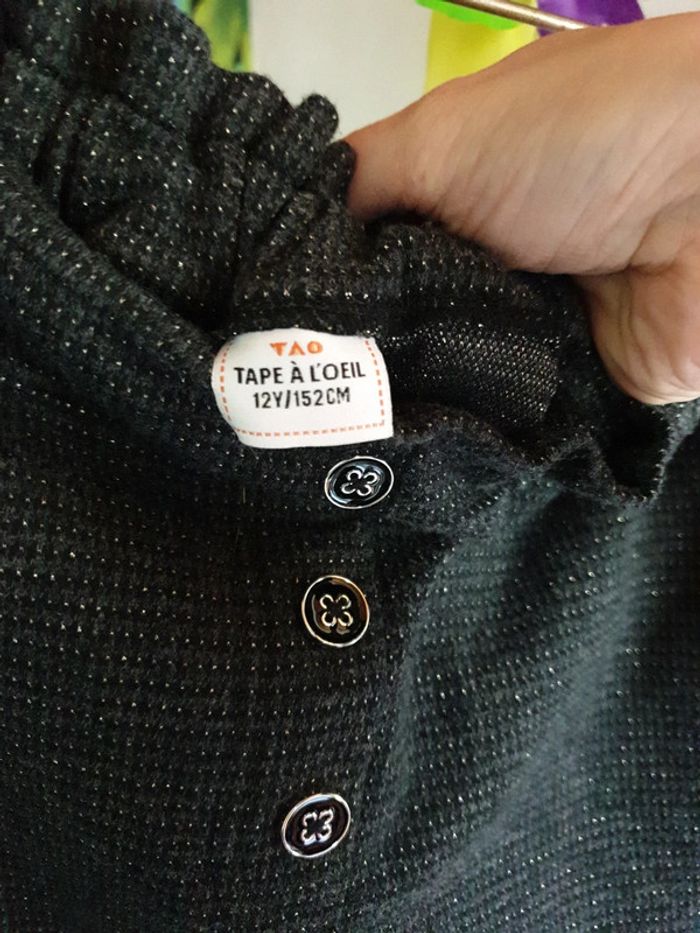 TAO
TAPE À L'OEIL
12Y/152CM